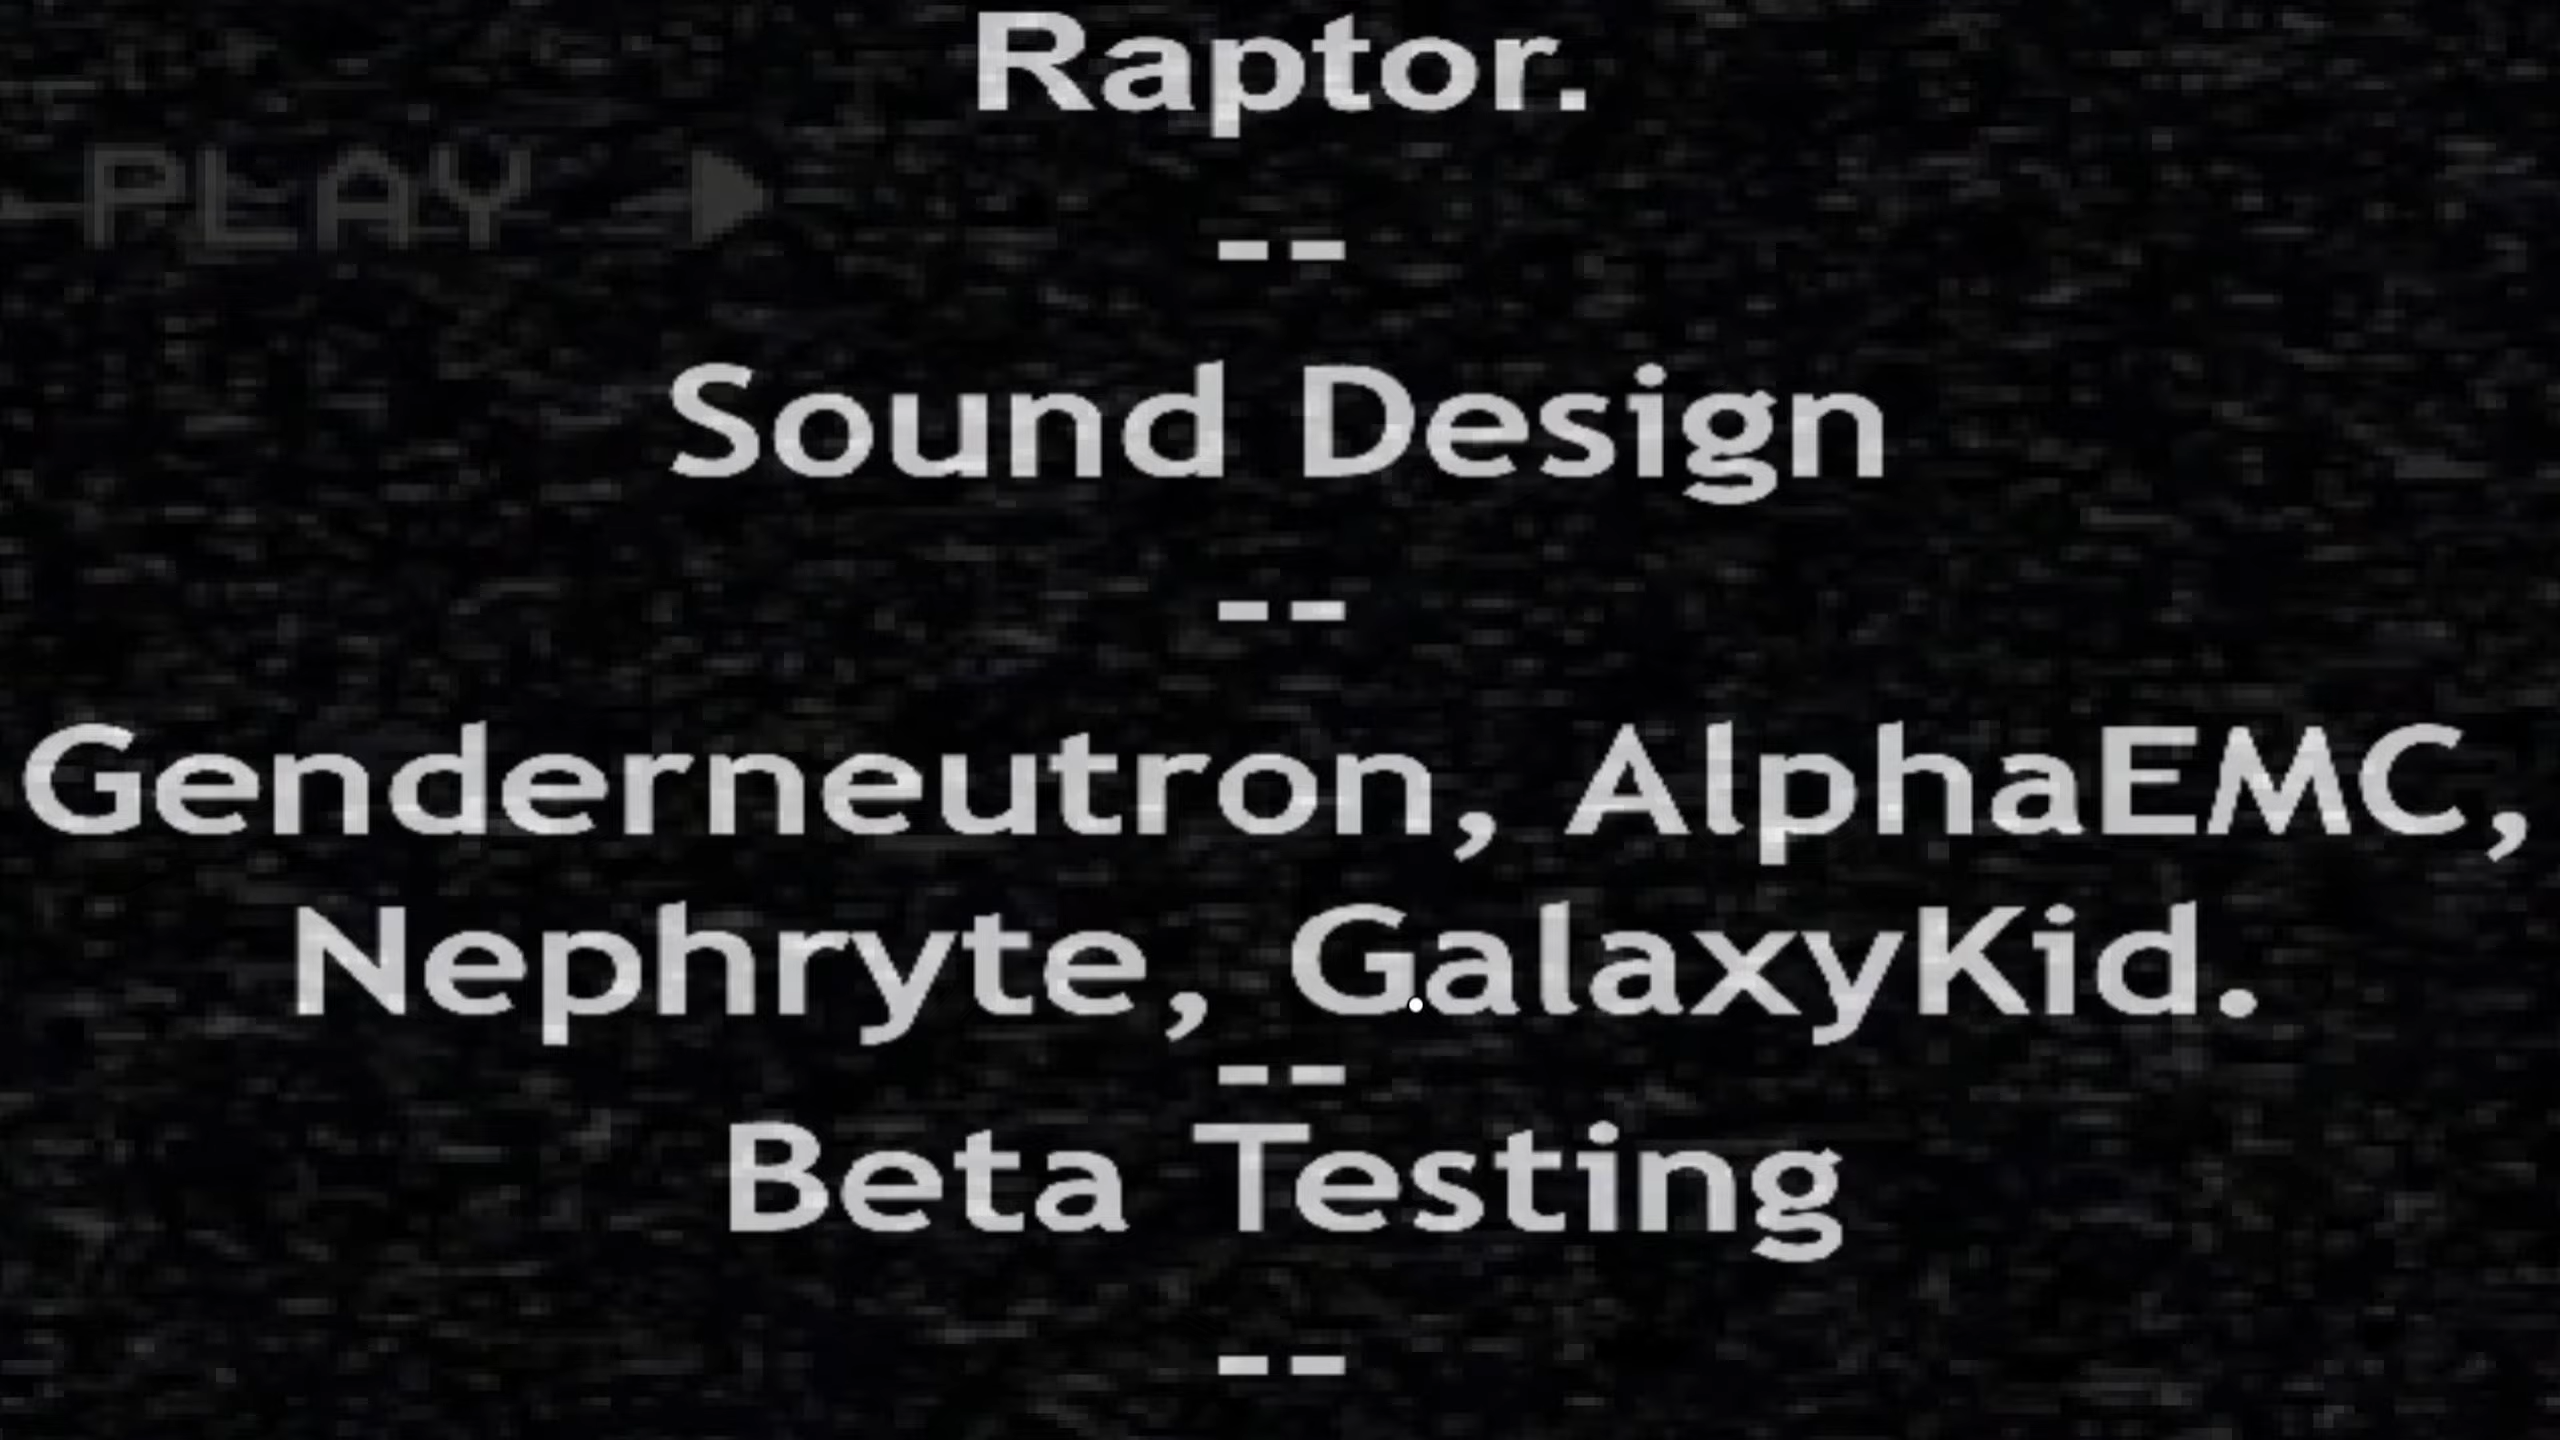 Raptor.
PLAY
--
Sound Design
--
Genderneutron, AlphaEMC,
Nephryte, GalaxyKid.
--
Beta Testing
--